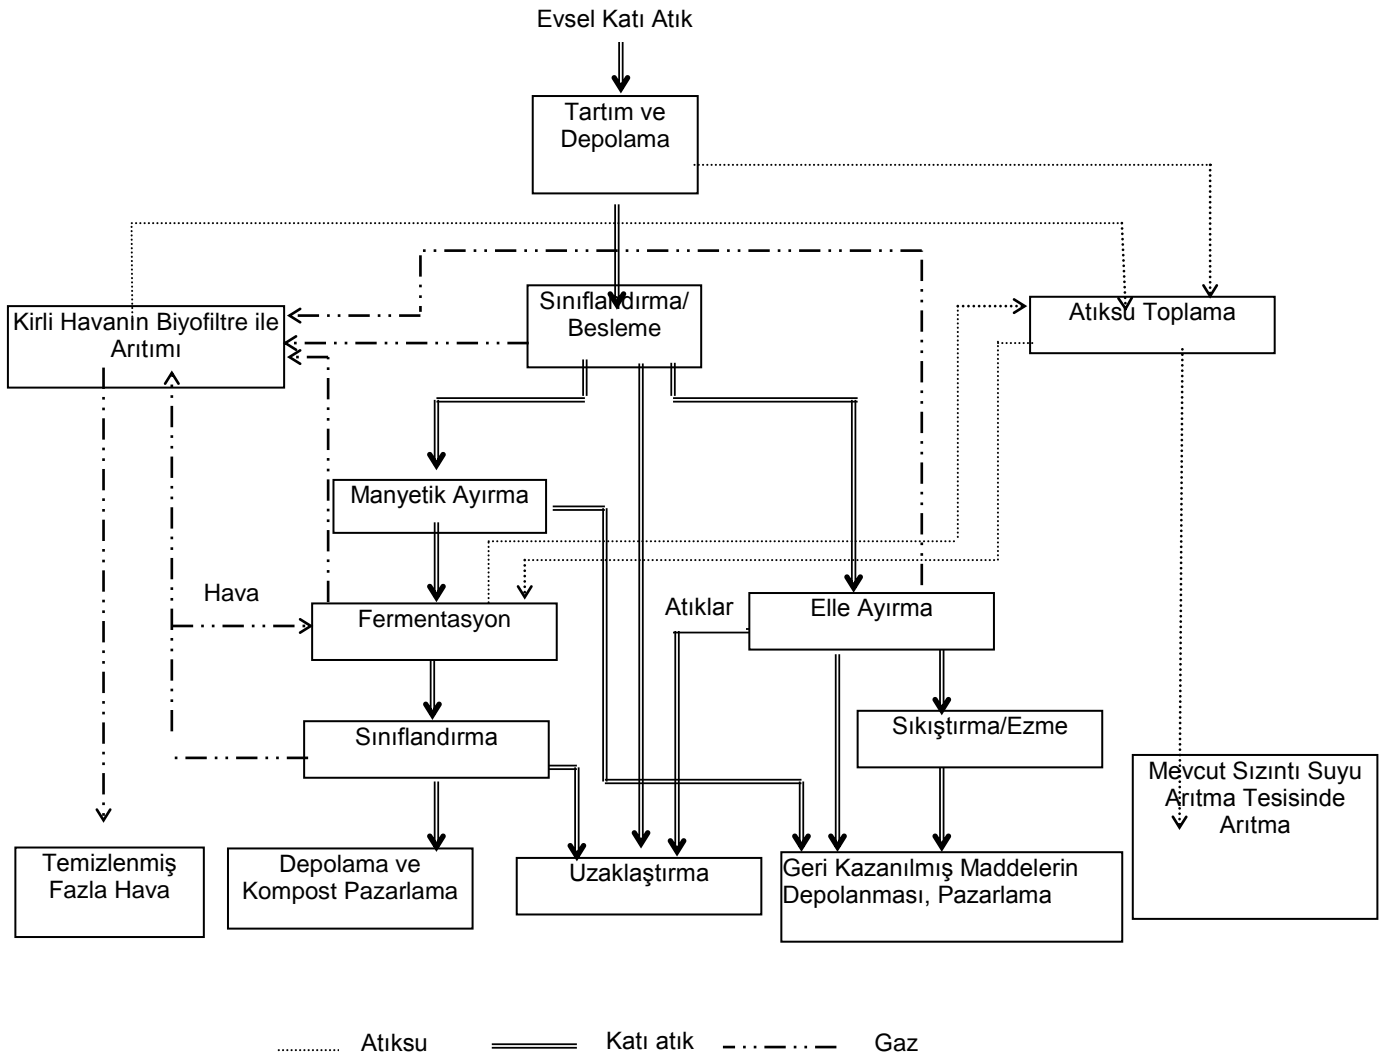 Evsel Katı Atık
Tartım ve
Depolama
Sınıflandırma/
Besleme
Kirli Havanın Biyofiltre ile
Arıtımı
Atıksu Toplama
Manyetik Ayırma
Hava
Fermentasyon
Atıklar
Elle Ayırma
Sınıflandırma
Sıkıştırma/Ezme
Mevcut Sızıntı Suyu
Arıtma Tesisinde
Arıtma
Temizlenmiş
Fazla Hava
Depolama ve
Kompost Pazarlama
Uzaklaştırma
Geri Kazanılmış Maddelerin
Depolanması, Pazarlama
Atıksu
Katı atık
Gaz